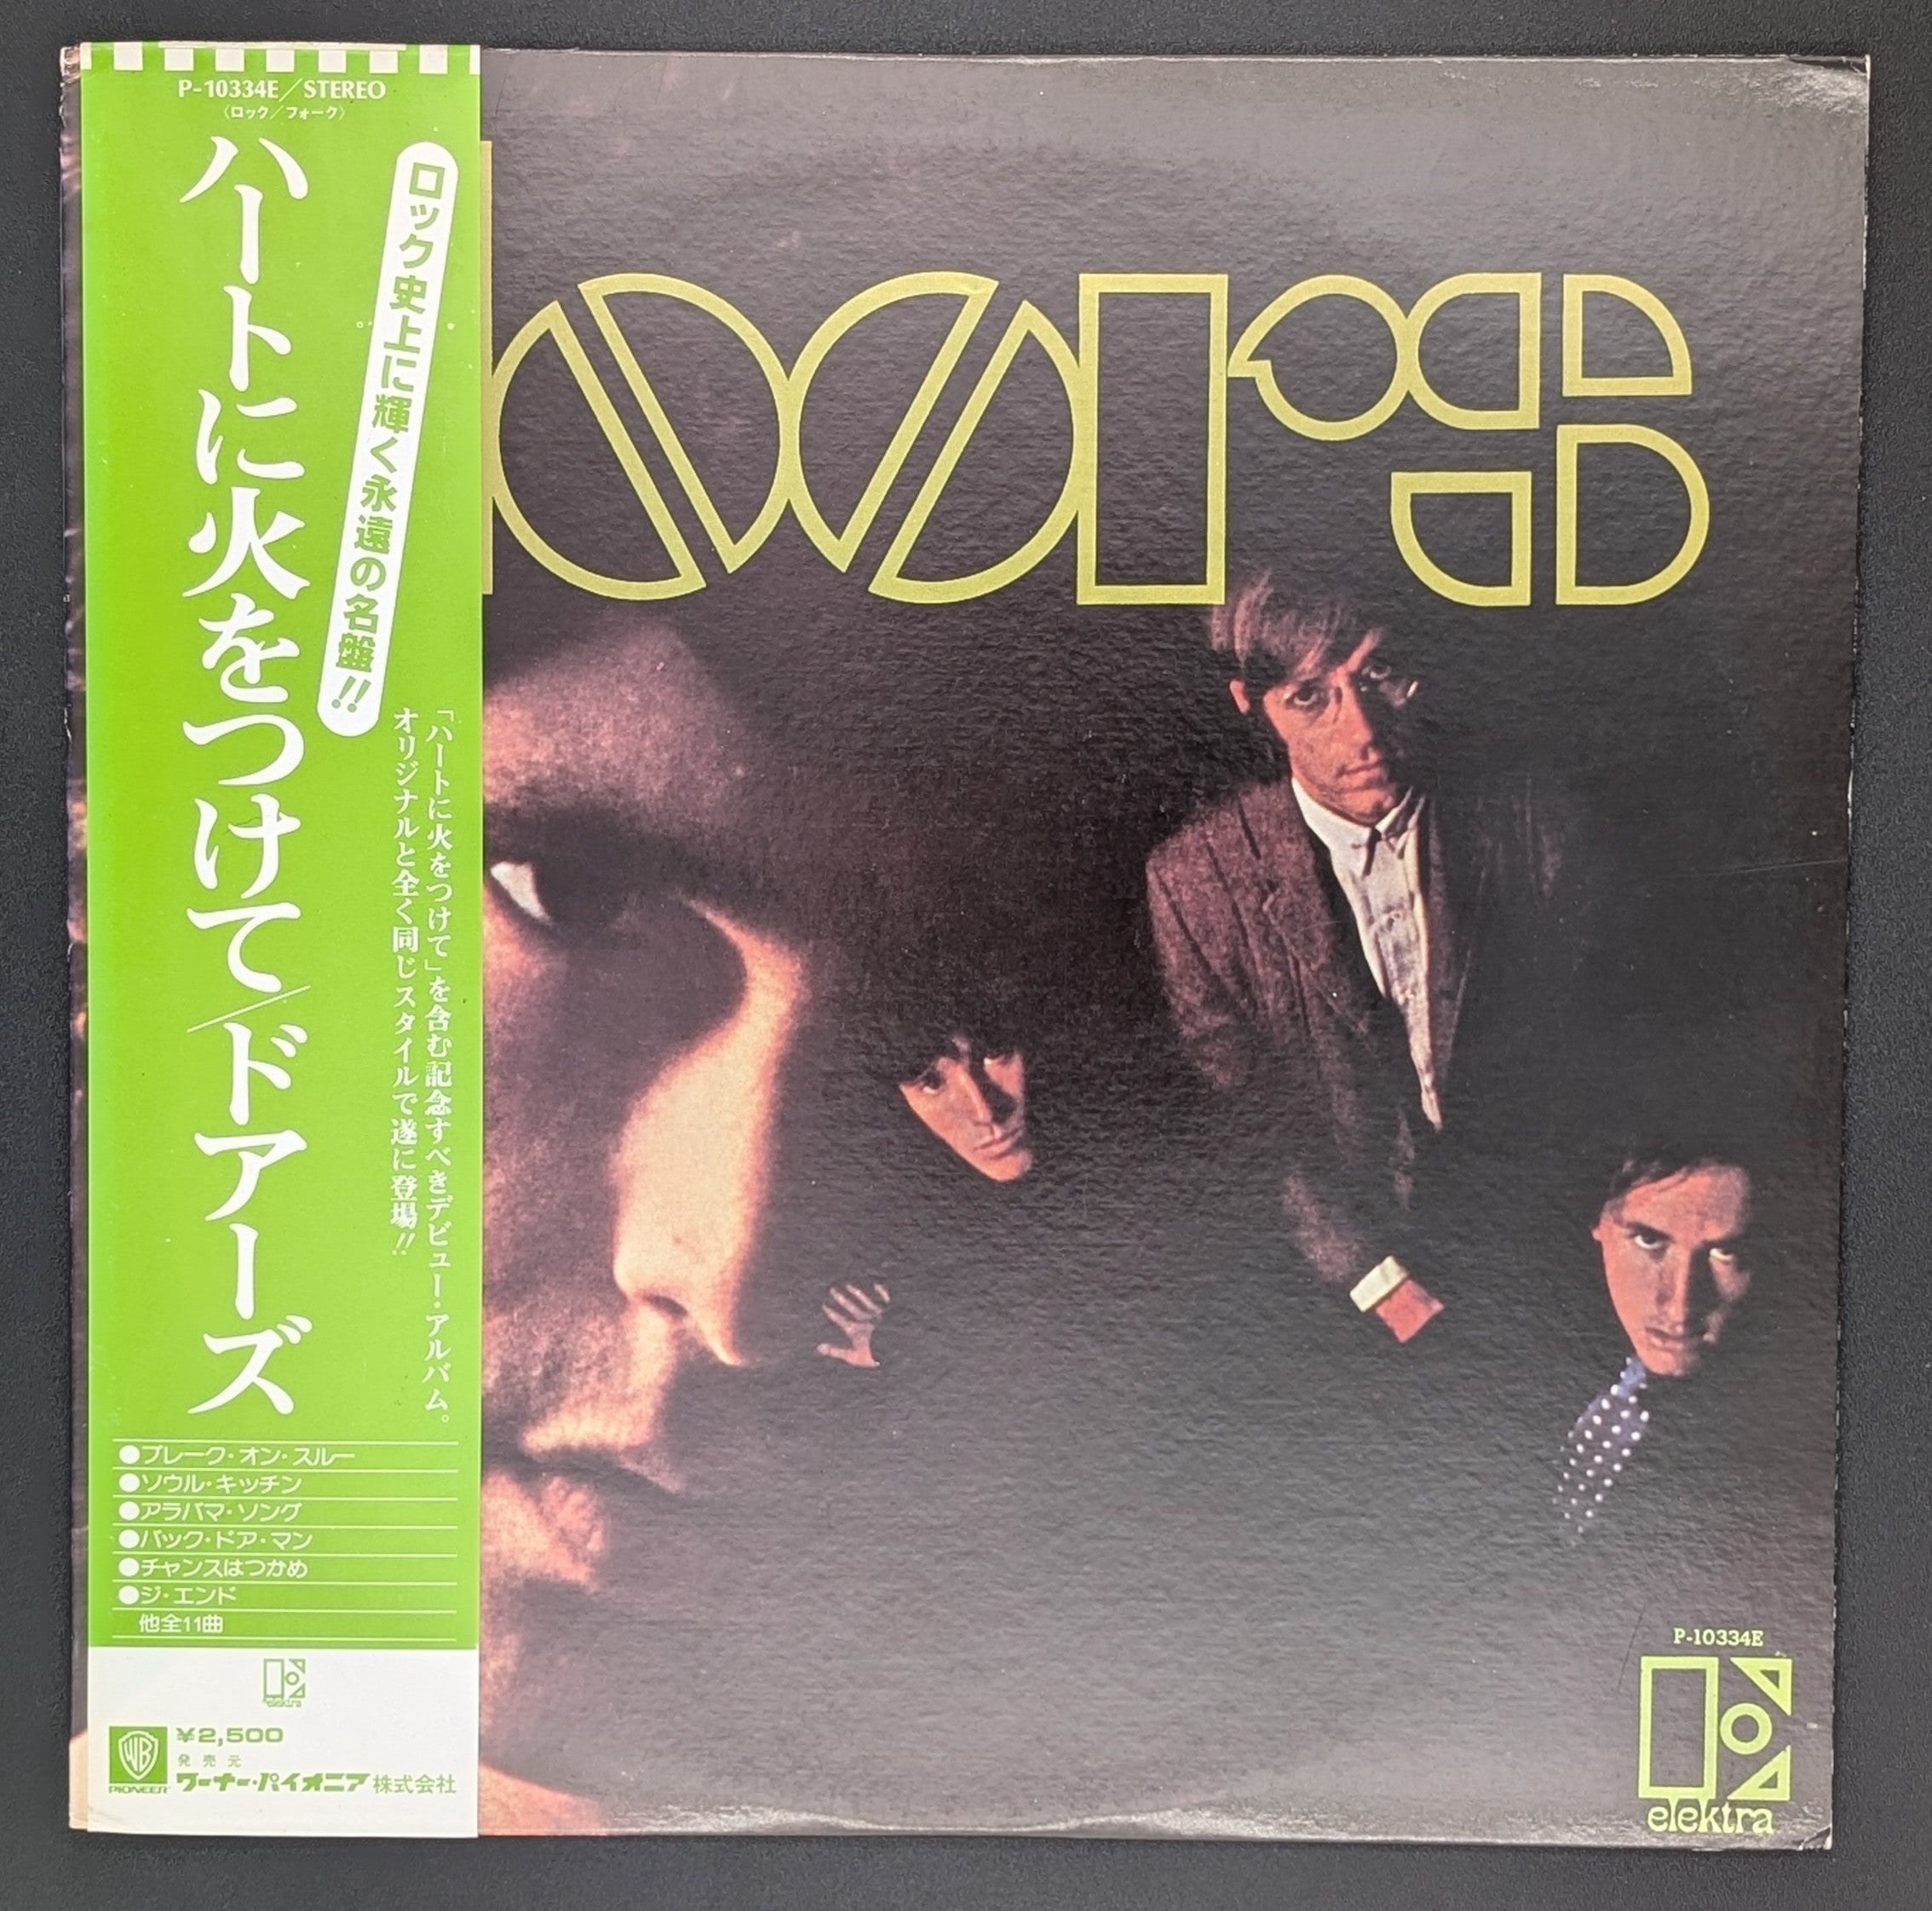 P-10334E/STEREO
〈ロック/フォーク〉
ロック史上に輝く永遠の名盤!!
ハートに火をつけて/ドアーズ
「ハートに火をつけて」を含む記念すべきデビュー・アルバム。
オリジナルと全く同じスタイルで遂に登場!!
●ブレーク・オン・スルー
●ソウル・キッチン
●アラバマ・ソング
●バック・ドア・マン
●チャンスはつかめ
●ジ・エンド
他全11曲
elektra
WB
PIONEER
¥2,500
発売元
ワーナー・パイオニア株式会社
DOORS
P-10334E
elektra